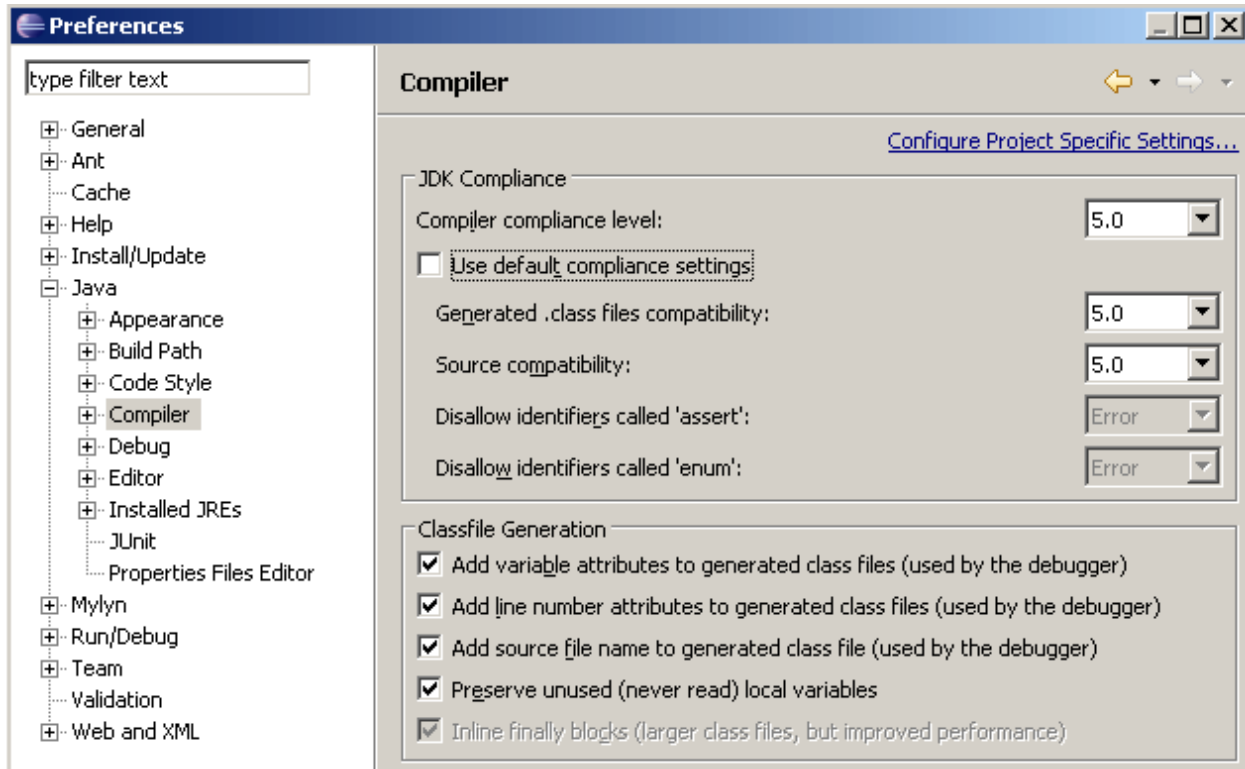 Preferences
type filter text
Compiler
Configure Project Specific Settings...
General
Ant
Cache
Help
Install/Update
Java
Appearance
Build Path
Code Style
Compiler
Debug
Editor
Installed JREs
JUnit
Properties Files Editor
Mylyn
Run/Debug
Team
Validation
Web and XML
JDK Compliance
Compiler compliance level: 5.0
Use default compliance settings
Generated .class files compatibility: 5.0
Source compatibility: 5.0
Disallow identifiers called 'assert': Error
Disallow identifiers called 'enum': Error
Classfile Generation
Add variable attributes to generated class files (used by the debugger)
Add line number attributes to generated class files (used by the debugger)
Add source file name to generated class file (used by the debugger)
Preserve unused (never read) local variables
Inline finally blocks (larger class files, but improved performance)